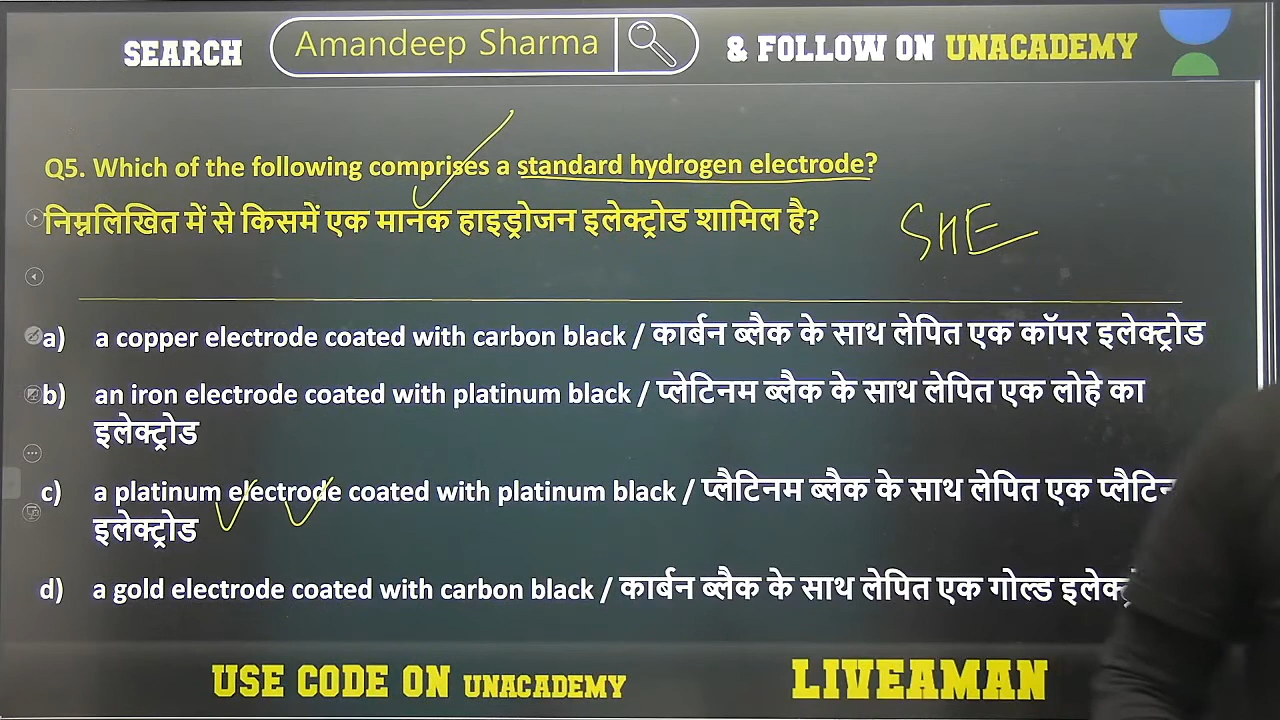 SEARCH Amandeep Sharma & FOLLOW ON UNACADEMY
Q5. Which of the following comprises a standard hydrogen electrode?
निम्नलिखित में से किसमें एक मानक हाइड्रोजन इलेक्ट्रोड शामिल है?
SHE
a) a copper electrode coated with carbon black / कार्बन ब्लैक के साथ लेपित एक कॉपर इलेक्ट्रोड
b) an iron electrode coated with platinum black / प्लेटिनम ब्लैक के साथ लेपित एक लोहे का
इलेक्ट्रोड
c) a platinum electrode coated with platinum black / प्लैटिनम ब्लैक के साथ लेपित एक
इलेक्ट्रोड
d) a gold electrode coated with carbon black / कार्बन ब्लैक के साथ लेपित एक गोल्ड
USE CODE ON UNACADEMY LIVEAMAN